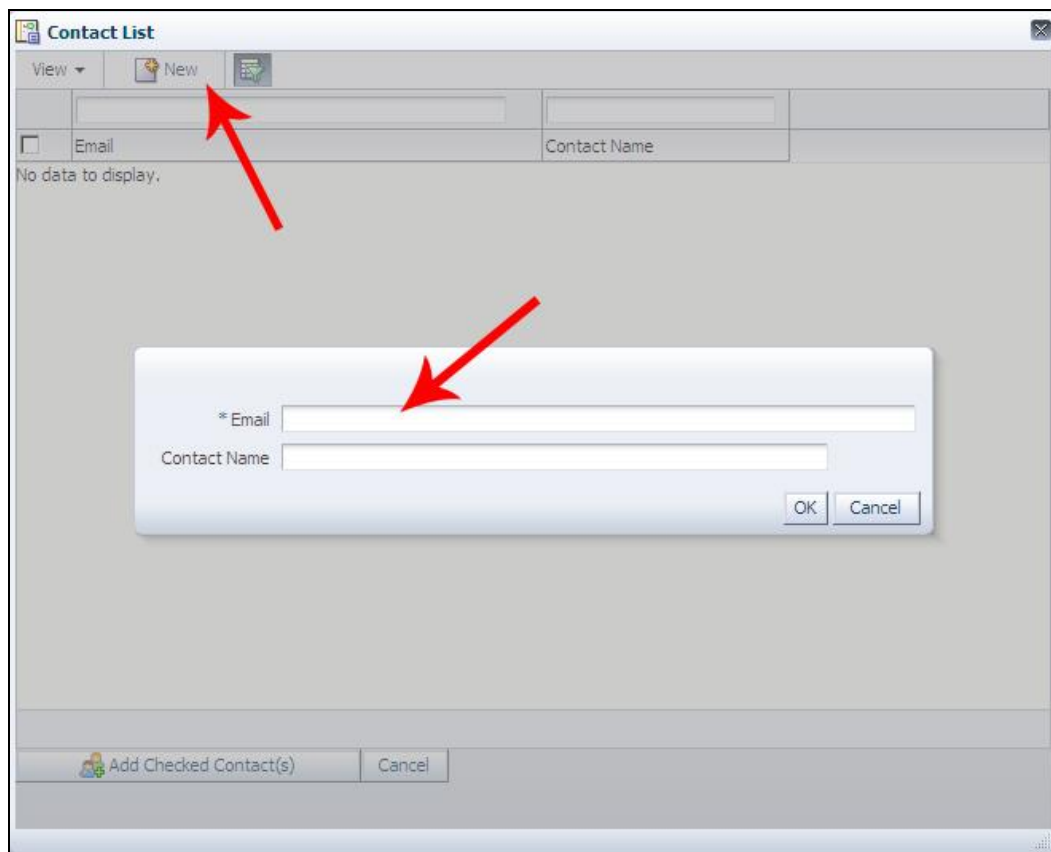 Contact List
View New
Email Contact Name
No data to display.
* Email
Contact Name
OK Cancel
Add Checked Contact(s) Cancel